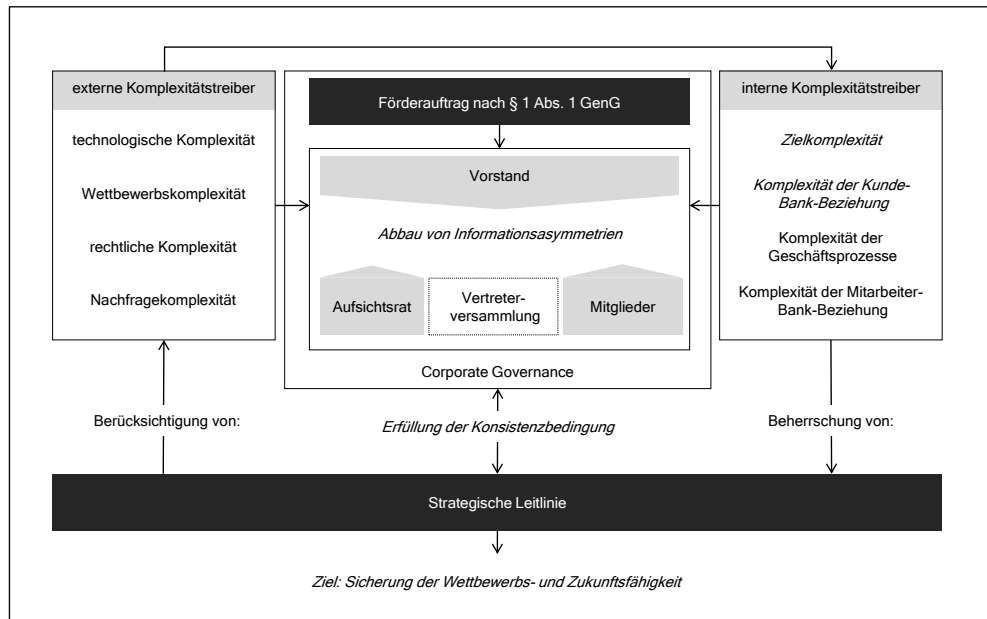 externe Komplexitätstreiber
technologische Komplexität
Wettbewerbskomplexität
rechtliche Komplexität
Nachfragekomplexität
Förderauftrag nach § 1 Abs. 1 GenG
Vorstand
Abbau von Informationsasymmetrien
Aufsichtsrat
Vertreter-
versammlung
Mitglieder
Corporate Governance
interne Komplexitätstreiber
Zielkomplexität
Komplexität der Kunde-
Bank-Beziehung
Komplexität der
Geschäftsprozesse
Komplexität der Mitarbeiter-
Bank-Beziehung
Berücksichtigung von:
Erfüllung der Konsistenzbedingung
Beherrschung von:
Strategische Leitlinie
Ziel: Sicherung der Wettbewerbs- und Zukunftsfähigkeit